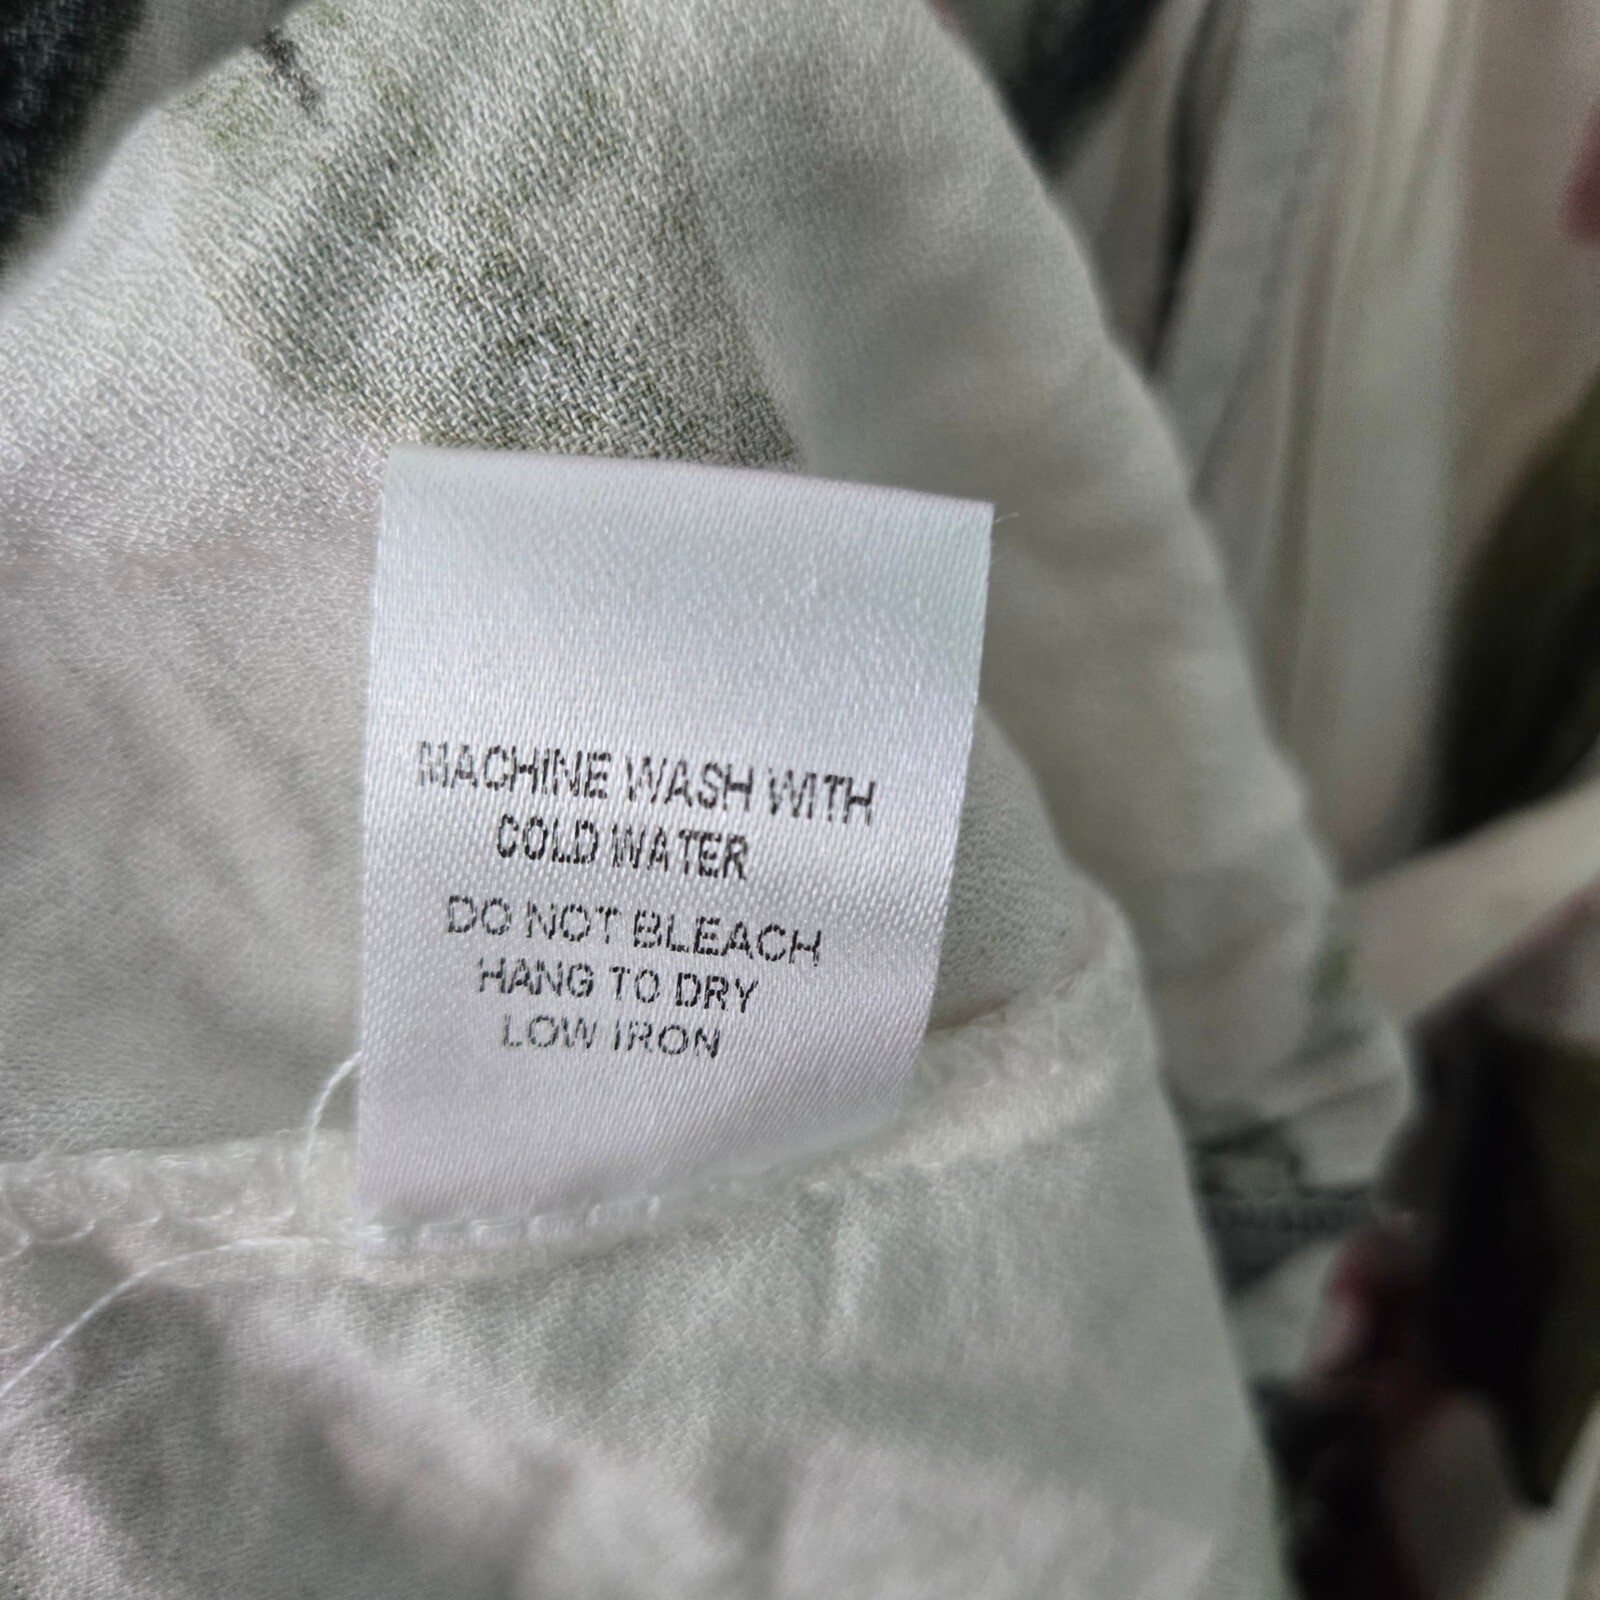 MACHINE WASH WITH
COLD WATER
DO NOT BLEACH
HANG TO DRY
LOW IRON